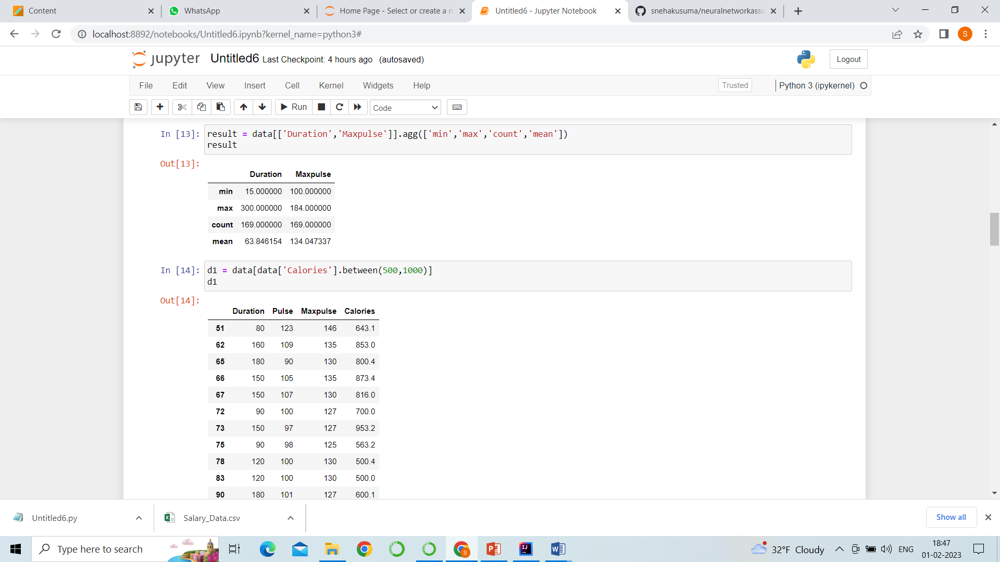 Content
WhatsApp
Home Page - Select or create a n
Untitled6 - Jupyter Notebook
snehakusuma/neuralnetworkassi
localhost:8892/notebooks/Untitled6.ipynb?kernel_name=python3#
S
jupyter Untitled6 Last Checkpoint: 4 hours ago (autosaved)
Logout
File Edit View Insert Cell Kernel Widgets Help
Trusted
Python 3 (ipykernel)
Run
Code
In [13]: result = data[['Duration','Maxpulse']].agg(['min','max','count','mean'])
result
Out[13]:
Duration Maxpulse
min 15.000000 100.000000
max 300.000000 184.000000
count 169.000000 169.000000
mean 63.846154 134.047337
In [14]: d1 = data[data['Calories'].between(500,1000)]
d1
Out[14]:
Duration Pulse Maxpulse Calories
51 80 123 146 643.1
62 160 109 135 853.0
65 180 90 130 800.4
66 150 105 135 873.4
67 150 107 130 816.0
72 90 100 127 700.0
73 150 97 127 953.2
75 90 98 125 563.2
78 120 100 130 500.4
83 120 100 130 500.0
90 180 101 127 600.1
Untitled6.py
Salary_Data.csv
Show all
Type here to search
32°F Cloudy
ENG
18:47
01-02-2023